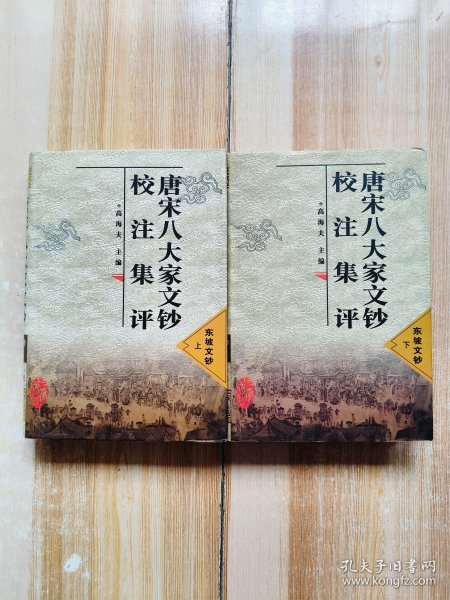 唐宋八大家文钞
校注集评
高海夫 主编
东坡文钞
上
唐宋八大家文钞
校注集评
高海夫 主编
东坡文钞
下
孔夫子旧书网
www.kongfz.com